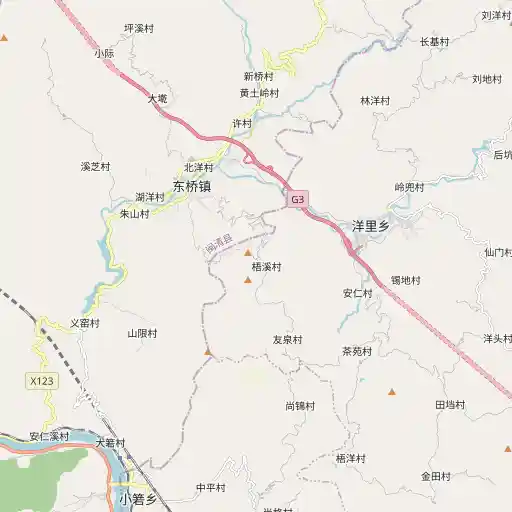 刘洋村
坪溪村
长基村
小际
新桥村
刘地村
黄土岭村
大墘
林洋村
许村
后坑
溪芝村
北洋村
东桥镇
岭兜村
湖洋村
G3
朱山村
洋里乡
闽清县
仙门村
梧溪村
锡地村
安仁村
义窑村
山限村
友泉村
洋头村
茶苑村
X123
尚锦村
田垱村
安仁溪村
大箬村
梧洋村
金田村
中平村
小箬乡